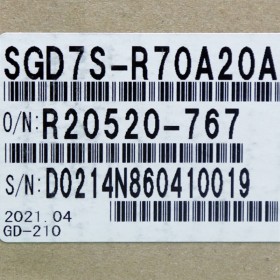 SGD7S-R70A20A
O/N: R20520-767
S/N: D0214N860410019
2021.04
GD-210